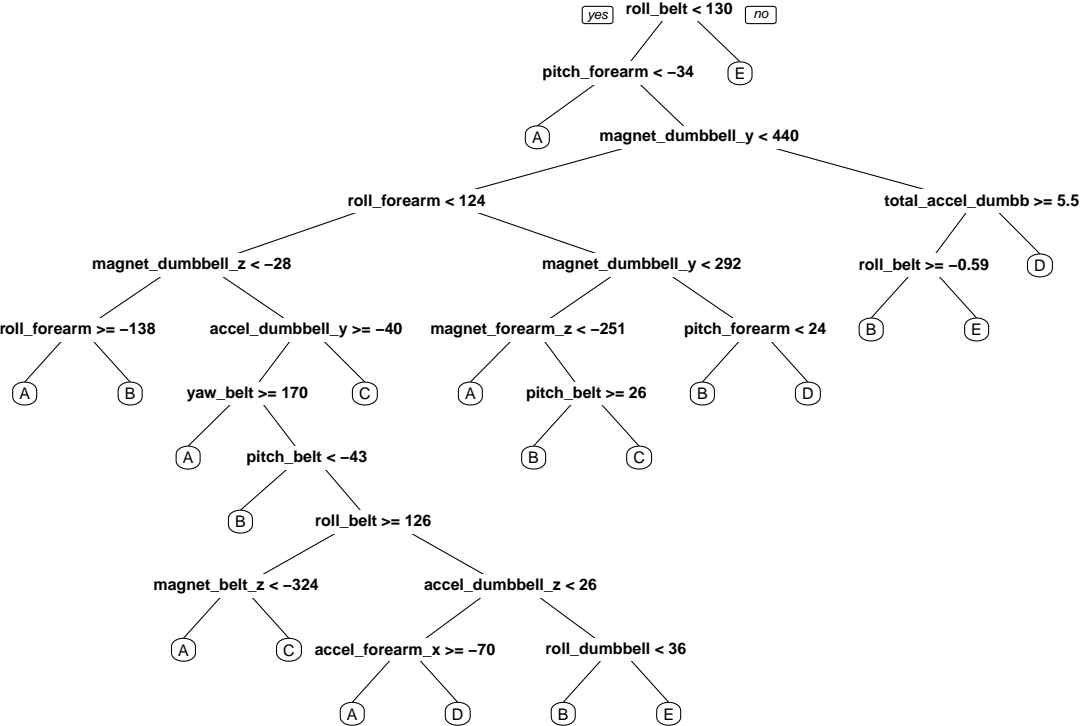 yes roll_belt < 130 no
pitch_forearm < −34 E
A magnet_dumbbell_y < 440
roll_forearm < 124 total_accel_dumbb >= 5.5
magnet_dumbbell_z < −28 magnet_dumbbell_y < 292 roll_belt >= −0.59 D
roll_forearm >= −138 accel_dumbbell_y >= −40 magnet_forearm_z < −251 pitch_forearm < 24 B E
A B yaw_belt >= 170 C A pitch_belt >= 26 B D
A pitch_belt < −43 B C
B roll_belt >= 126
magnet_belt_z < −324 accel_dumbbell_z < 26
A C accel_forearm_x >= −70 roll_dumbbell < 36
A D B E